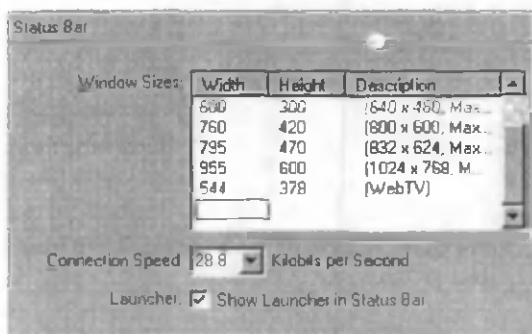 Status Bar
Window Sizes: Width Height Description
600 300 (640 x 460, Max...
760 420 (800 x 600, Max...
795 470 (832 x 624, Max...
955 600 (1024 x 768, M...
544 378 (WebTV)
Connection Speed 28.8 Kilobits per Second
Launcher: Show Launcher in Status Bar